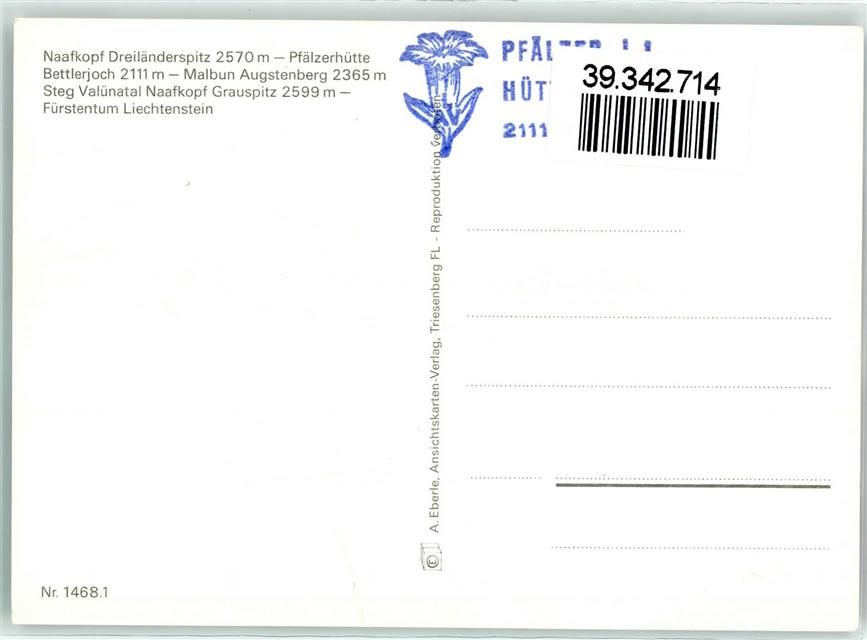 Naafkopf Dreiländerspitz 2570 m – Pfälzerhütte
Bettlerjoch 2111 m – Malbun Augstenberg 2365 m
Steg Valünatal Naafkopf Grauspitz 2599 m –
Fürstentum Liechtenstein
2111
39.342.714
A. Eberle, Ansichtskarten-Verlag, Triesenberg FL - Reproduktion verboten
Nr. 1468.1